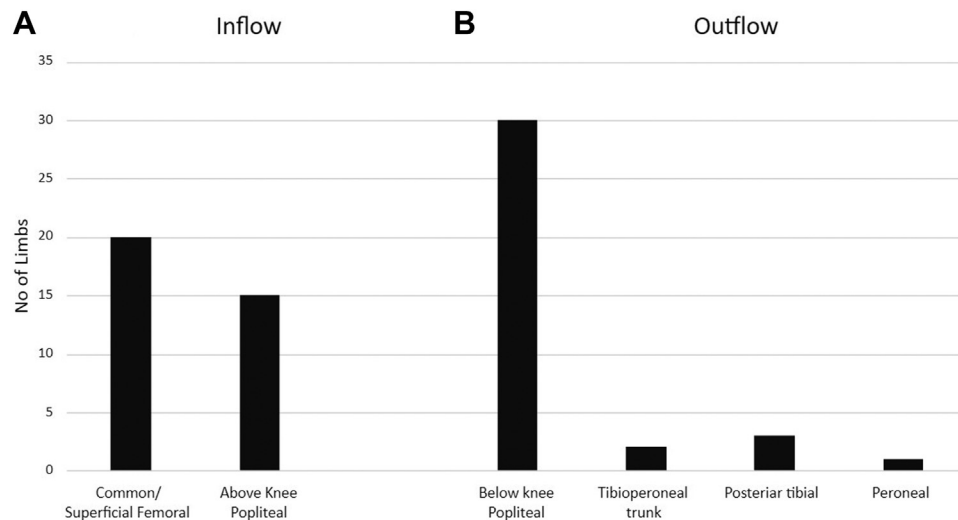 A Inflow B Outflow
35
30
25
20
15
10
5
0
No of Limbs
Common/
Superficial Femoral
Above Knee
Popliteal
Below knee
Popliteal
Tibioperoneal
trunk
Posteriar tibial
Peroneal